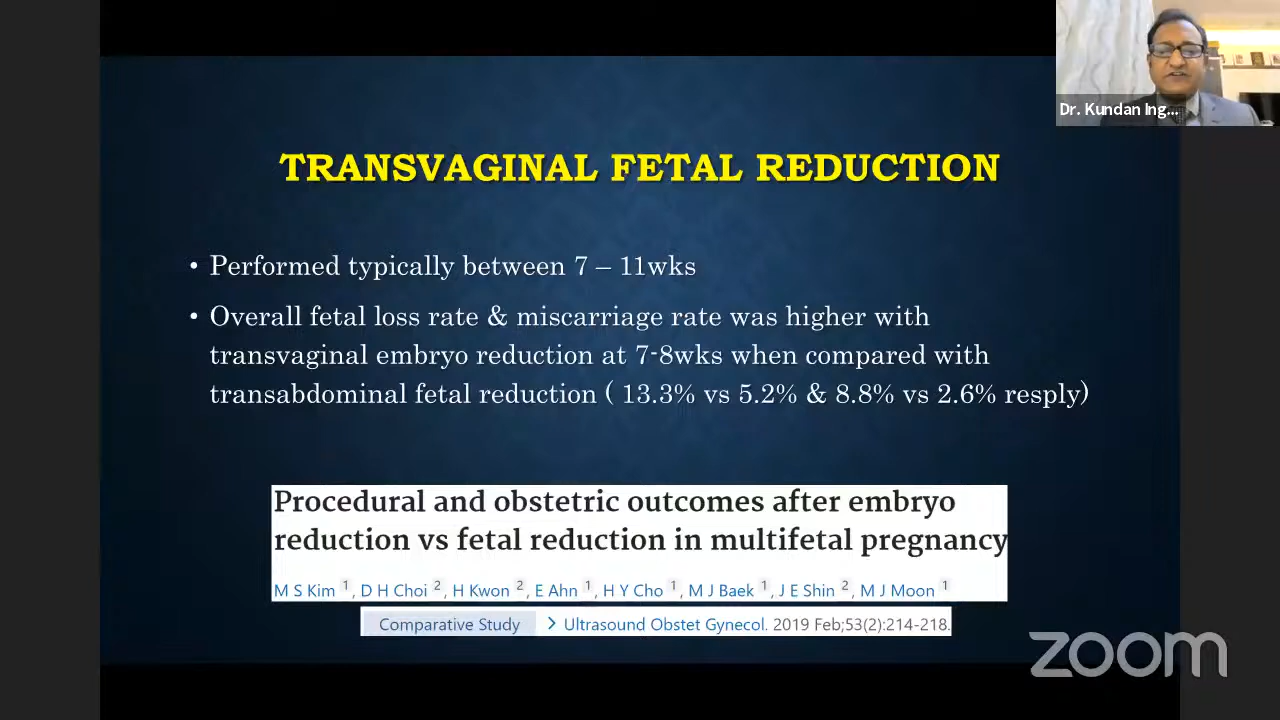 Dr. Kundan Ing...
TRANSVAGINAL FETAL REDUCTION
• Performed typically between 7 – 11wks
• Overall fetal loss rate & miscarriage rate was higher with
transvaginal embryo reduction at 7-8wks when compared with
transabdominal fetal reduction ( 13.3% vs 5.2% & 8.8% vs 2.6% resply)
Procedural and obstetric outcomes after embryo
reduction vs fetal reduction in multifetal pregnancy
M S Kim 1, D H Choi 2, H Kwon 2, E Ahn 1, H Y Cho 1, M J Baek 1, J E Shin 2, M J Moon 1
Comparative Study > Ultrasound Obstet Gynecol. 2019 Feb;53(2):214-218.
zoom